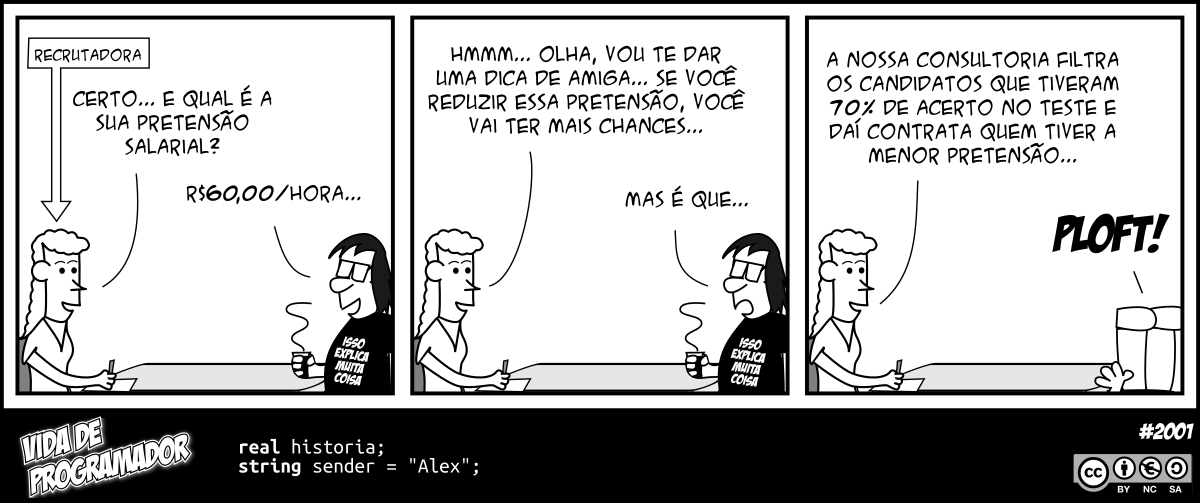 RECRUTADORA
CERTO... E QUAL É A
SUA PRETENSÃO
SALARIAL?
R$60,00/HORA...
HMMM... OLHA, VOU TE DAR
UMA DICA DE AMIGA... SE VOCÊ
REDUZIR ESSA PRETENSÃO, VOCÊ
VAI TER MAIS CHANCES...
MAS É QUE...
A NOSSA CONSULTORIA FILTRA
OS CANDIDATOS QUE TIVERAM
70% DE ACERTO NO TESTE E
DAÍ CONTRATA QUEM TIVER A
MENOR PRETENSÃO...
PLOFT!
ISSO
EXPLICA
MUITA
COISA
ISSO
EXPLICA
MUITA
COISA
VIDA DE
PROGRAMADOR
real historia;
string sender = "Alex";
#2001
cc
BY NC SA